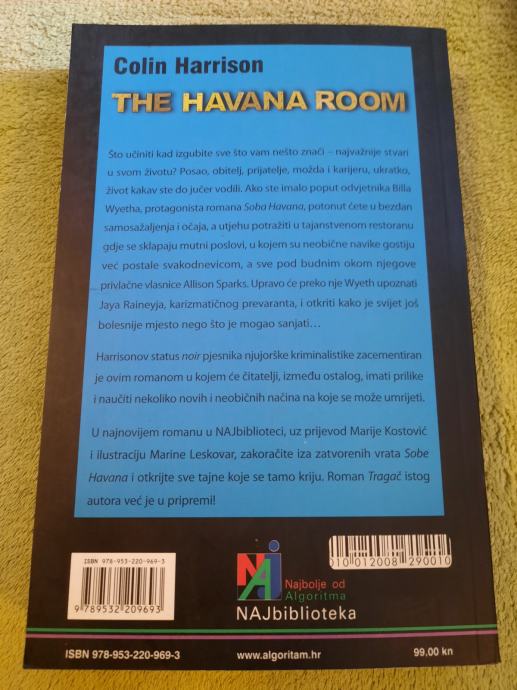 Colin Harrison
THE HAVANA ROOM
Što učiniti kad izgubite sve što vam nešto znači – najvažnije stvari
u svom životu? Posao, obitelj, prijatelje, možda i karijeru, ukratko,
život kakav ste do jučer vodili. Ako ste imalo poput odvjetnika Billa
Wyetha, protagonista romana Soba Havana, potonut ćete u bezdan
samosažaljenja i očaja, a utjehu potražiti u tajanstvenom restoranu
gdje se sklapaju mutni poslovi, u kojem su neobične navike gostiju
već postale svakodnevicom, a sve pod budnim okom njegove
privlačne vlasnice Allison Sparks. Upravo će preko nje Wyeth upoznati
Jaya Raineyja, karizmatičnog prevaranta, i otkriti kako je svijet još
bolesnije mjesto nego što je mogao sanjati...
Harrisonov status noir pjesnika njujorške kriminalistike zacementiran
je ovim romanom u kojem će čitatelji, između ostalog, imati prilike
i naučiti nekoliko novih i neobičnih načina na koje se može umrijeti.
U najnovijem romanu u NAJbiblioteci, uz prijevod Marije Kostović
i ilustraciju Marine Leskovar, zakoračite iza zatvorenih vrata Sobe
Havana i otkrijte sve tajne koje se tamo kriju. Roman Tragač istog
autora već je u pripremi!
ISBN 978-953-220-969-3
9789532209693
NAJ
Najbolje od
Algoritma
NAJbiblioteka
010012008 290010
ISBN 978-953-220-969-3
www.algoritam.hr
99,00 kn